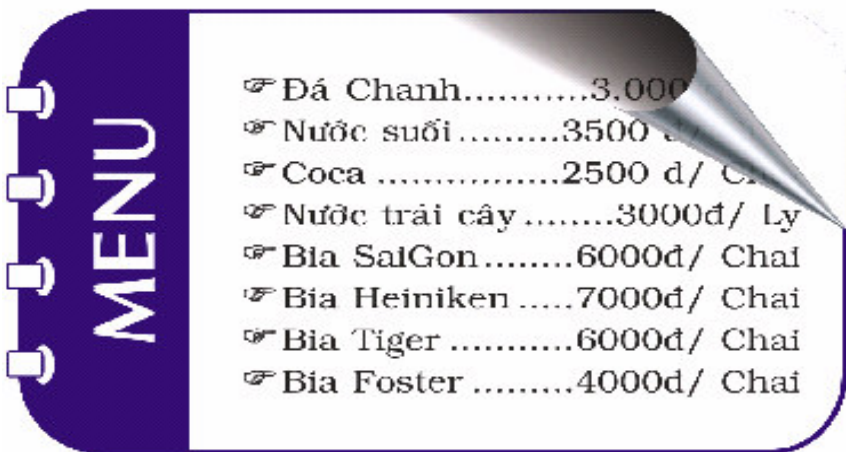 MENU
☞ Đá Chanh...........3.000
☞ Nước suối.........3500 đ/
☞ Coca ................2500 d/
☞ Nước trái cây ........3000đ/ Ly
☞ Bia SaiGon........6000đ/ Chai
☞ Bia Heiniken .....7000đ/ Chai
☞ Bia Tiger ...........6000đ/ Chai
☞ Bia Foster .........4000d/ Chai